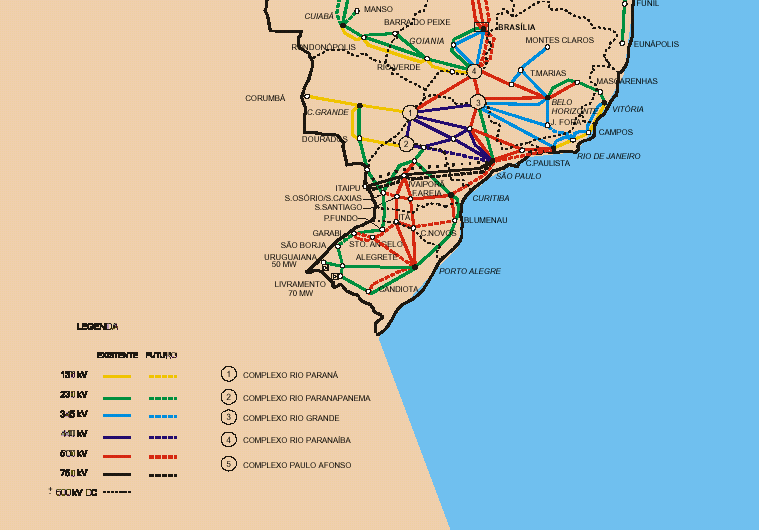 FUNIL
MANSO
CUIABÁ
BARRA DO PEIXE
BRASÍLIA
GOIANIA
MONTES CLAROS
EUNÁPOLIS
RONDONÓPOLIS
RIO VERDE
4
T.MARIAS
MASCARENHAS
CORUMBÁ
C.GRANDE
1
3
BELO
HORIZONTE
VITÓRIA
J. FORA
CAMPOS
DOURADOS
2
RIO DE JANEIRO
C.PAULISTA
SÃO PAULO
ITAIPU
IVAIPORÃ
S.OSÓRIO/S.CAXIAS
F.AREIA
CURITIBA
S.SANTIAGO
P.FUNDO
ITÁ
BLUMENAU
GARABI
C.NOVOS
SÃO BORJA
STO. ANGELO
URUGUAIANA
50 MW
ALEGRETE
PORTO ALEGRE
LIVRAMENTO
70 MW
CANDIOTA
LEGENDA
EXISTENTE FUTURO
138 kV
230 kV
345 kV
440 kV
500 kV
750 kV
± 600 kV DC
1 COMPLEXO RIO PARANÁ
2 COMPLEXO RIO PARANAPANEMA
3 COMPLEXO RIO GRANDE
4 COMPLEXO RIO PARANAÍBA
5 COMPLEXO PAULO AFONSO